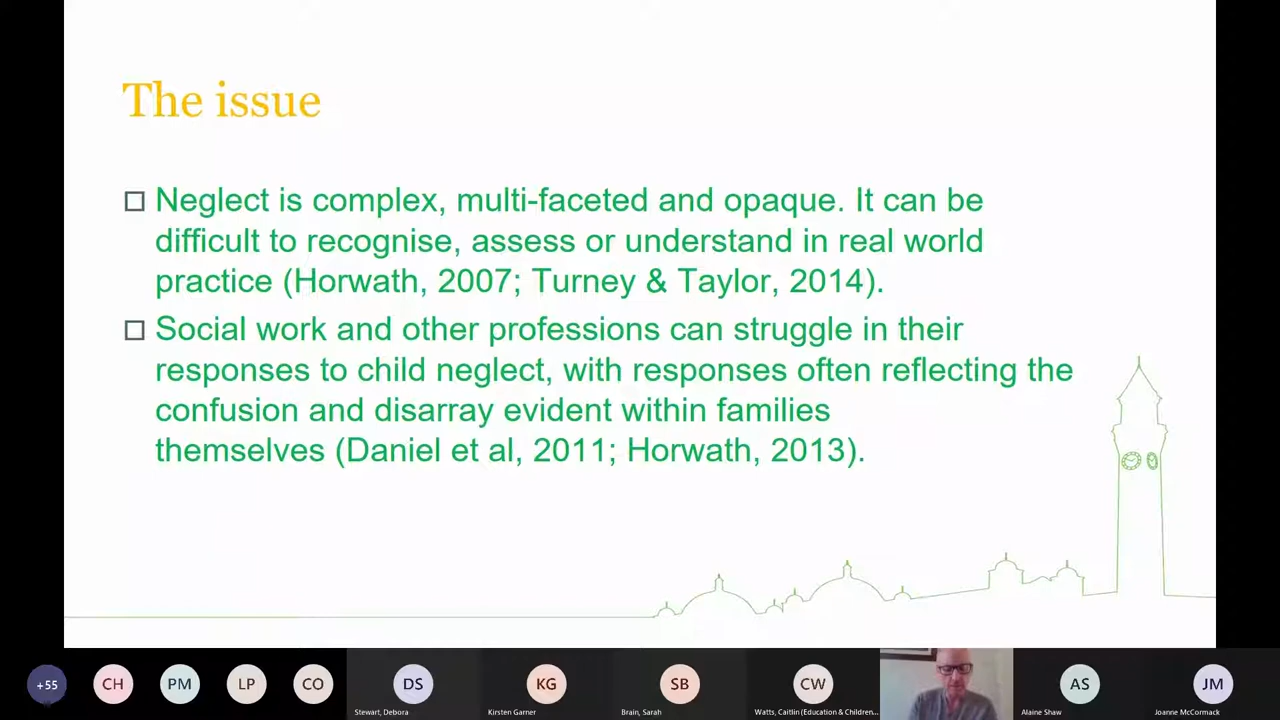 The issue
Neglect is complex, multi-faceted and opaque. It can be
difficult to recognise, assess or understand in real world
practice (Horwath, 2007; Turney & Taylor, 2014).
Social work and other professions can struggle in their
responses to child neglect, with responses often reflecting the
confusion and disarray evident within families
themselves (Daniel et al, 2011; Horwath, 2013).
+55 CH PM LP CO DS KG SB CW AS JM
Stewart, Debora Kirsten Garner Brain, Sarah Watts, Caitlin (Education & Children... Alaine Shaw Joanne McCormack